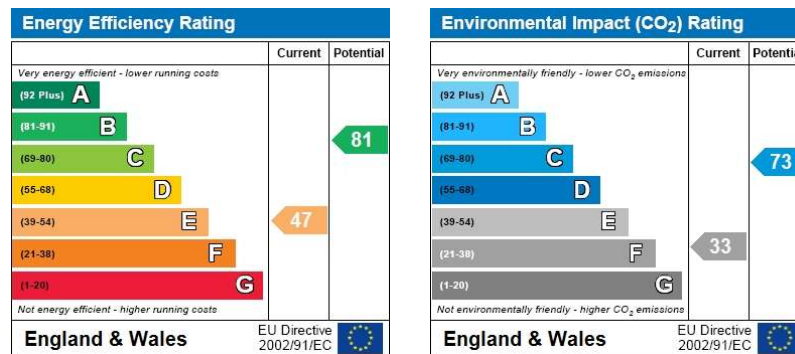 Energy Efficiency Rating
Current Potential
Very energy efficient - lower running costs
(92 Plus) A
(81-91) B
(69-80) C
(55-68) D
(39-54) E
(21-38) F
(1-20) G
81
47
Not energy efficient - higher running costs
England & Wales
EU Directive
2002/91/EC
Environmental Impact (CO₂) Rating
Current Potentia
Very environmentally friendly - lower CO₂ emissions
(92 Plus) A
(81-91) B
(69-80) C
(55-68) D
(39-54) E
(21-38) F
(1-20) G
73
33
Not environmentally friendly - higher CO₂ emissions
England & Wales
EU Directive
2002/91/EC